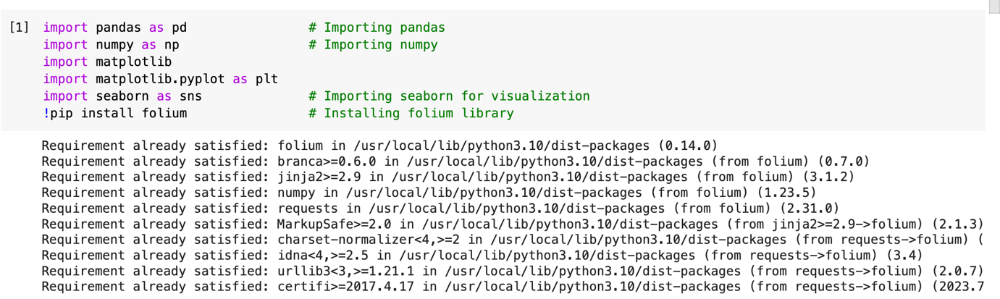 [1] import pandas as pd # Importing pandas
import numpy as np # Importing numpy
import matplotlib
import matplotlib.pyplot as plt
import seaborn as sns # Importing seaborn for visualization
!pip install folium # Installing folium library
Requirement already satisfied: folium in /usr/local/lib/python3.10/dist-packages (0.14.0)
Requirement already satisfied: branca>=0.6.0 in /usr/local/lib/python3.10/dist-packages (from folium) (0.7.0)
Requirement already satisfied: jinja2>=2.9 in /usr/local/lib/python3.10/dist-packages (from folium) (3.1.2)
Requirement already satisfied: numpy in /usr/local/lib/python3.10/dist-packages (from folium) (1.23.5)
Requirement already satisfied: requests in /usr/local/lib/python3.10/dist-packages (from folium) (2.31.0)
Requirement already satisfied: MarkupSafe>=2.0 in /usr/local/lib/python3.10/dist-packages (from jinja2>=2.9->folium) (2.1.3)
Requirement already satisfied: charset-normalizer<4,>=2 in /usr/local/lib/python3.10/dist-packages (from requests->folium) (
Requirement already satisfied: idna<4,>=2.5 in /usr/local/lib/python3.10/dist-packages (from requests->folium) (3.4)
Requirement already satisfied: urllib3<3,>=1.21.1 in /usr/local/lib/python3.10/dist-packages (from requests->folium) (2.0.7)
Requirement already satisfied: certifi>=2017.4.17 in /usr/local/lib/python3.10/dist-packages (from requests->folium) (2023.7